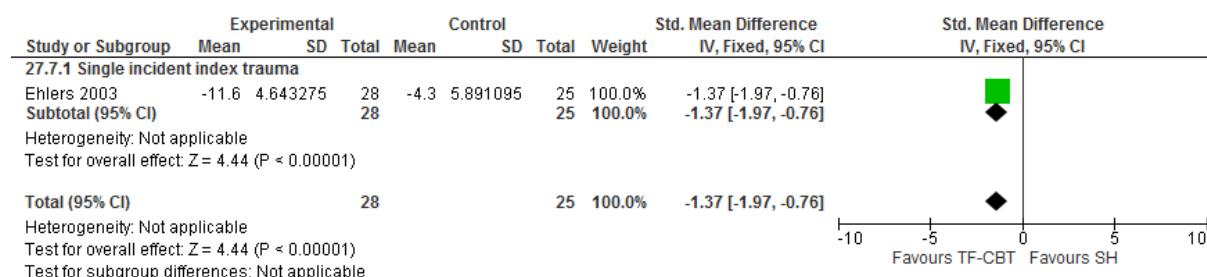 Experimental Control Std. Mean Difference Std. Mean Difference
Study or Subgroup Mean SD Total Mean SD Total Weight IV, Fixed, 95% CI IV, Fixed, 95% CI
27.7.1 Single incident index trauma
Ehlers 2003 -11.6 4.643275 28 -4.3 5.891095 25 100.0% -1.37 [-1.97, -0.76]
Subtotal (95% CI) 28 25 100.0% -1.37 [-1.97, -0.76]
Heterogeneity: Not applicable
Test for overall effect: Z = 4.44 (P < 0.00001)
Total (95% CI) 28 25 100.0% -1.37 [-1.97, -0.76]
Heterogeneity: Not applicable
Test for overall effect: Z = 4.44 (P < 0.00001)
Test for subgroup differences: Not applicable
-10 -5 0 5 10
Favours TF-CBT Favours SH